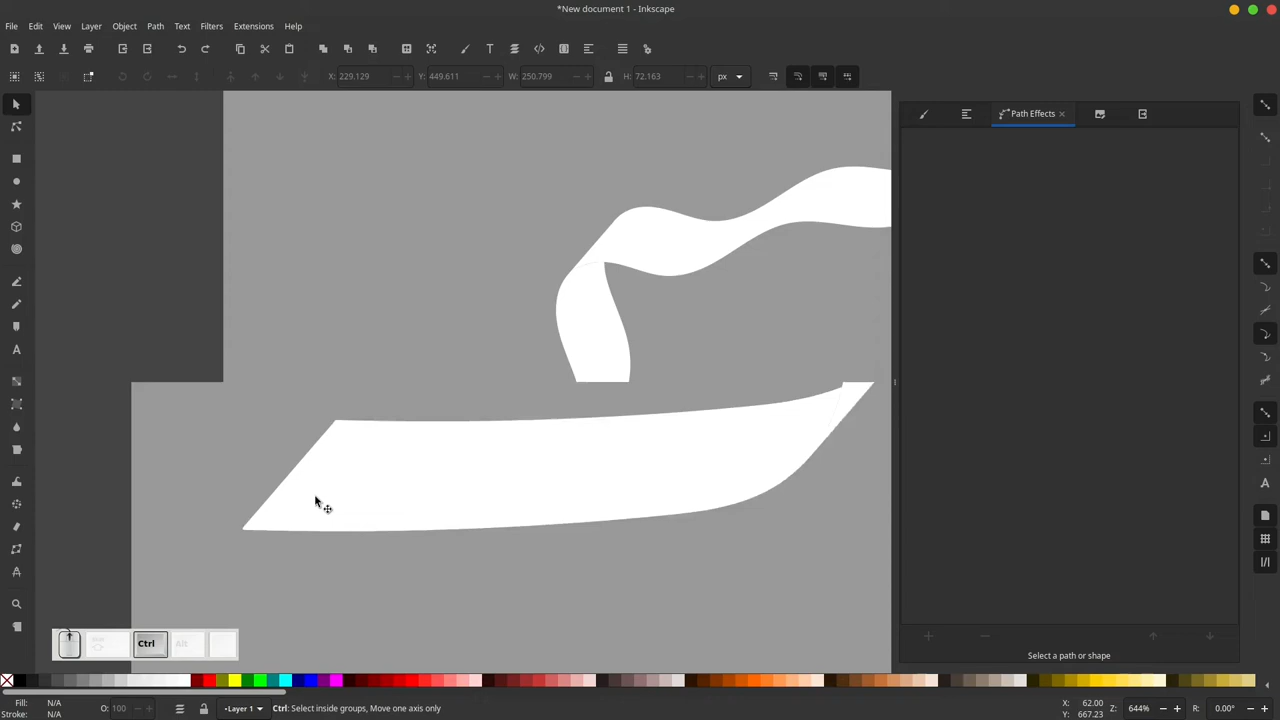 *New document 1 - Inkscape
File Edit View Layer Object Path Text Filters Extensions Help
X: 229.129 Y: 449.611 W: 250.799 H: 72.163 px
Path Effects
Ctrl Alt
Select a path or shape
Fill: N/A
Stroke: N/A
O: 100
Layer 1
Ctrl: Select inside groups, Move one axis only
X: 62.00
Y: 667.23
Z: 644%
R: 0.00°